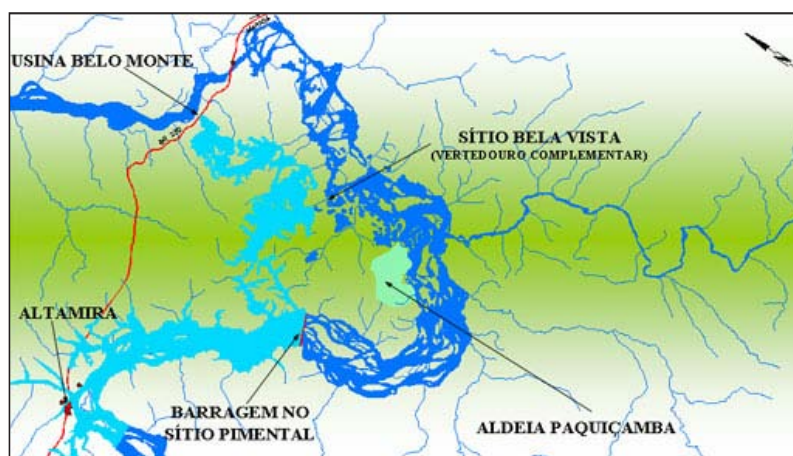 USINA BELO MONTE
SÍTIO BELA VISTA
(VERTEDOURO COMPLEMENTAR)
ALTAMIRA
BARRAGEM NO
SÍTIO PIMENTAL
ALDEIA PAQUIÇAMBA